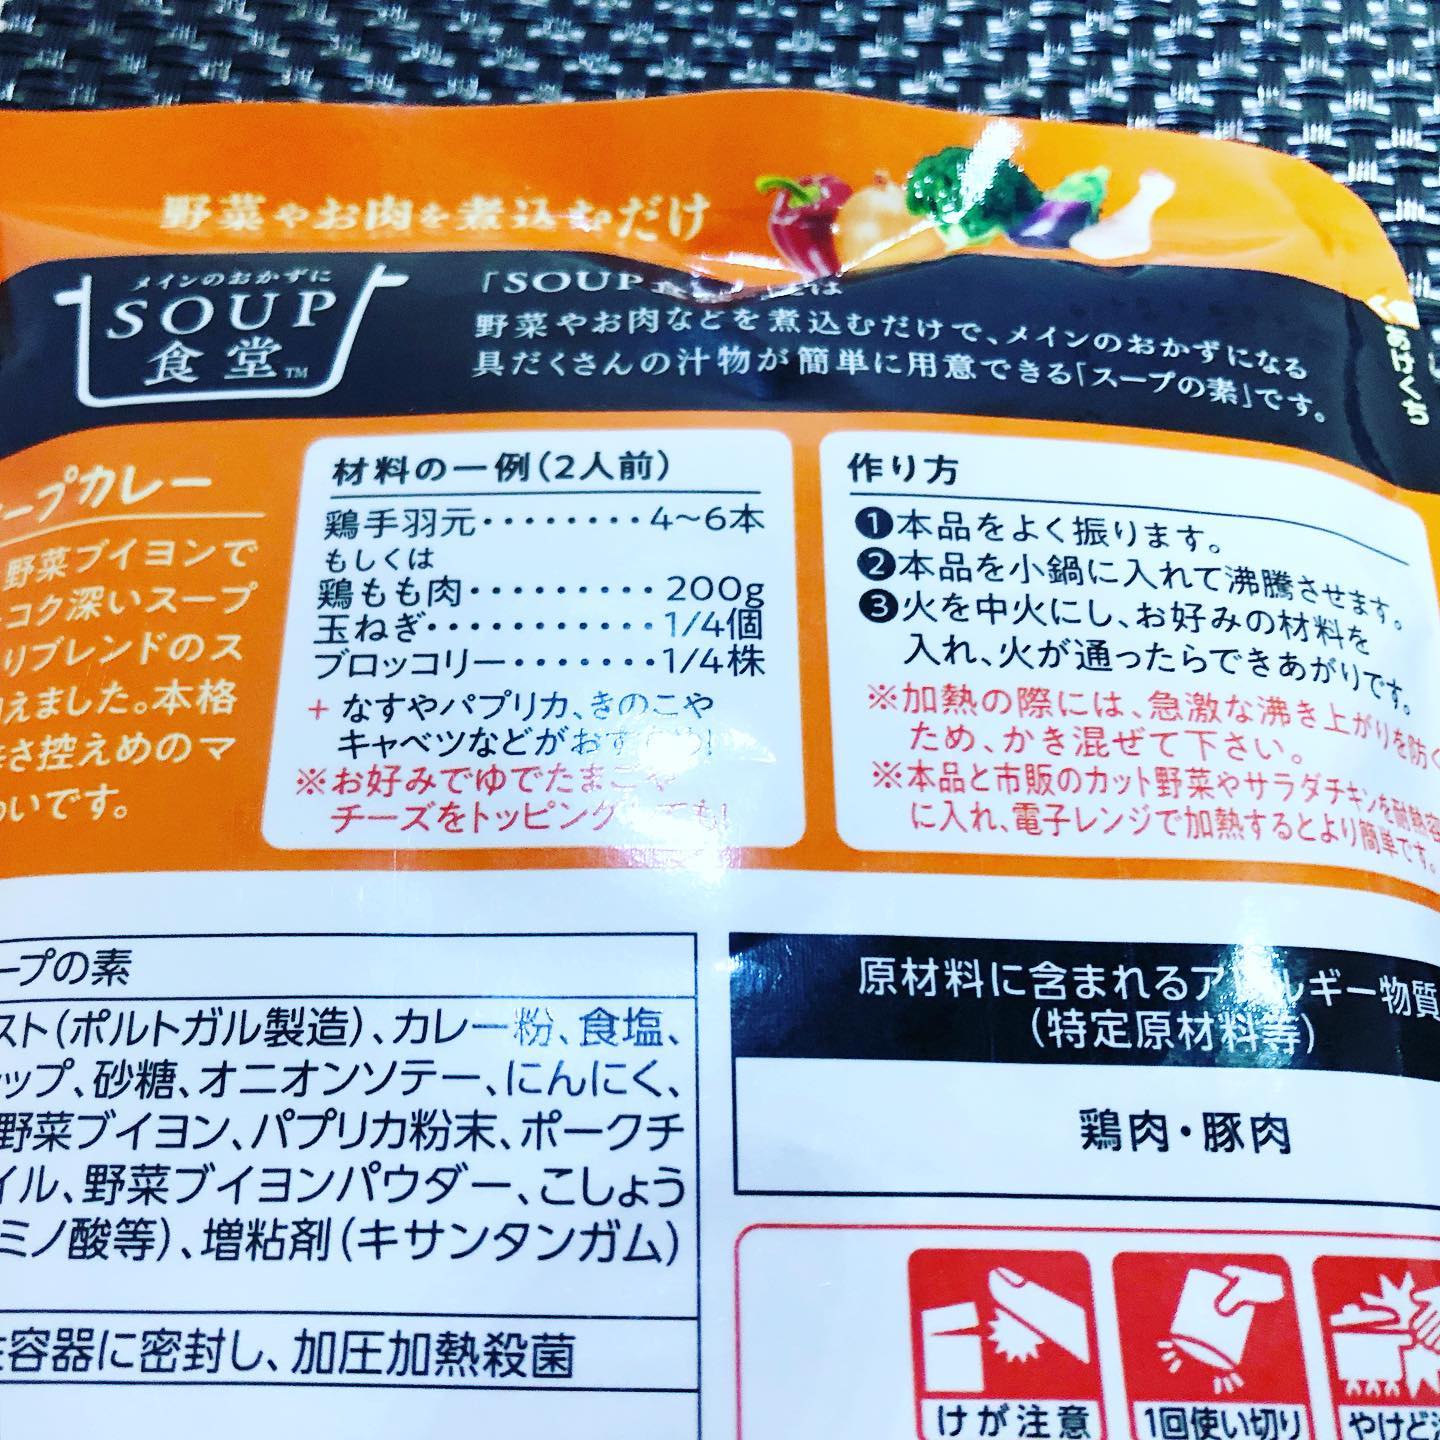 野菜やお肉を煮込むだけ
メインのおかずに
SOUP
食堂™
「SOUP
野菜やお肉などを煮込むだけで、メインのおかずになる
具だくさんの汁物が簡単に用意できる「スープの素」です。
あけくち
ープカレー
野菜ブイヨンで
コク深いスープ
りブレンドのス
えました。本格
さ控えめのマ
いです。
材料の一例(2人前)
鶏手羽元・・・・・・・・4〜6本
もしくは
鶏もも肉・・・・・・・・・200g
玉ねぎ・・・・・・・・・・・1/4個
ブロッコリー・・・・・・・1/4株
+ なすやパプリカ、きのこや
キャベツなどがおすすめ!
※お好みでゆでたまごや
チーズをトッピングしても!
作り方
❶本品をよく振ります。
❷本品を小鍋に入れて沸騰させます。
❸火を中火にし、お好みの材料を
入れ、火が通ったらできあがりです。
※加熱の際には、急激な沸き上がりを防ぐ
ため、かき混ぜて下さい。
※本品と市販のカット野菜やサラダチキンを耐熱容
に入れ、電子レンジで加熱するとより簡単です。
ープの素
スト(ポルトガル製造)、カレー粉、食塩、
ップ、砂糖、オニオンソテー、にんにく、
野菜ブイヨン、パプリカ粉末、ポークチ
イル、野菜ブイヨンパウダー、こしょう
ミノ酸等)、増粘剤(キサンタンガム)
容器に密封し、加圧加熱殺菌
原材料に含まれるアレルギー物質
(特定原材料等)
鶏肉・豚肉
けが注意
1回使い切り
やけど